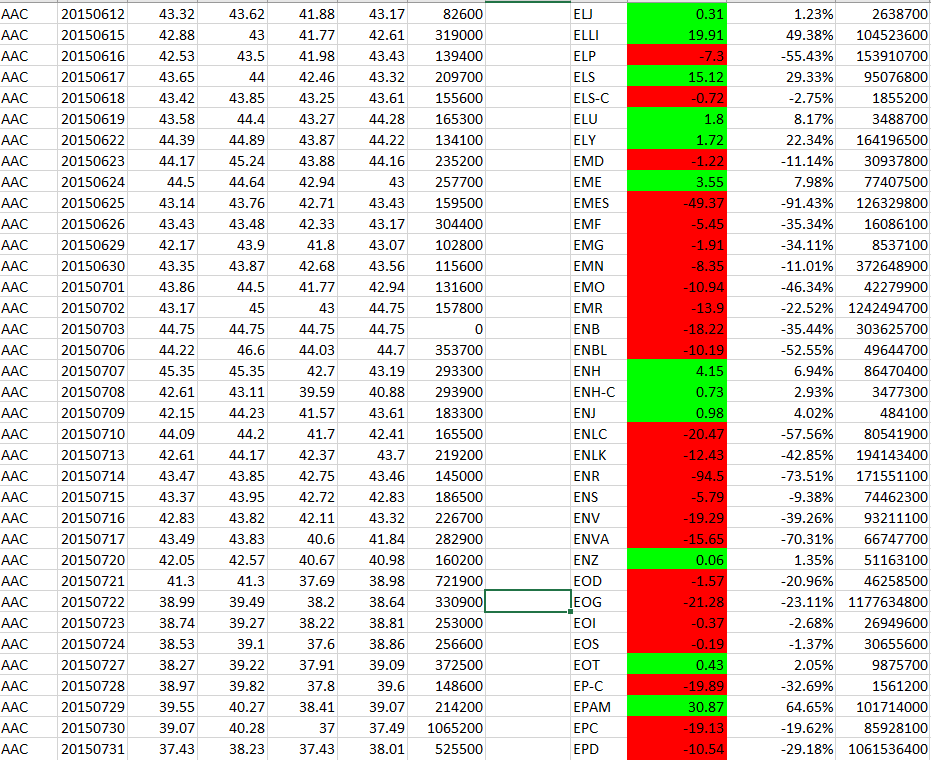 AAC 20150612 43.32 43.62 41.88 43.17 82600 ELJ 0.31 1.23% 2638700
AAC 20150615 42.88 43 41.77 42.61 319000 ELLI 19.91 49.38% 104523600
AAC 20150616 42.53 43.5 41.98 43.43 139400 ELP -7.3 -55.43% 153910700
AAC 20150617 43.65 44 42.46 43.32 209700 ELS 15.12 29.33% 95076800
AAC 20150618 43.42 43.85 43.25 43.61 155600 ELS-C -0.72 -2.75% 1855200
AAC 20150619 43.58 44.4 43.27 44.28 165300 ELU 1.8 8.17% 3488700
AAC 20150622 44.39 44.89 43.87 44.22 134100 ELY 1.72 22.34% 164196500
AAC 20150623 44.17 45.24 43.88 44.16 235200 EMD -1.22 -11.14% 30937800
AAC 20150624 44.5 44.64 42.94 43 257700 EME 3.55 7.98% 77407500
AAC 20150625 43.14 43.76 42.71 43.43 159500 EMES -49.37 -91.43% 126329800
AAC 20150626 43.43 43.48 42.33 43.17 304400 EMF -5.45 -35.34% 16086100
AAC 20150629 42.17 43.9 41.8 43.07 102800 EMG -1.91 -34.11% 8537100
AAC 20150630 43.35 43.87 42.68 43.56 115600 EMN -8.35 -11.01% 372648900
AAC 20150701 43.86 44.5 41.77 42.94 131600 EMO -10.94 -46.34% 42279900
AAC 20150702 43.17 45 43 44.75 157800 EMR -13.9 -22.52% 1242494700
AAC 20150703 44.75 44.75 44.75 44.75 0 ENB -18.22 -35.44% 303625700
AAC 20150706 44.22 46.6 44.03 44.7 353700 ENBL -10.19 -52.55% 49644700
AAC 20150707 45.35 45.35 42.7 43.19 293300 ENH 4.15 6.94% 86470400
AAC 20150708 42.61 43.11 39.59 40.88 293900 ENH-C 0.73 2.93% 3477300
AAC 20150709 42.15 44.23 41.57 43.61 183300 ENJ 0.98 4.02% 484100
AAC 20150710 44.09 44.2 41.7 42.41 165500 ENLC -20.47 -57.56% 80541900
AAC 20150713 42.61 44.17 42.37 43.7 219200 ENLK -12.43 -42.85% 194143400
AAC 20150714 43.47 43.85 42.75 43.46 145000 ENR -94.5 -73.51% 171551100
AAC 20150715 43.37 43.95 42.72 42.83 186500 ENS -5.79 -9.38% 74462300
AAC 20150716 42.83 43.82 42.11 43.32 226700 ENV -19.29 -39.26% 93211100
AAC 20150717 43.49 43.83 40.6 41.84 282900 ENVA -15.65 -70.31% 66747700
AAC 20150720 42.05 42.57 40.67 40.98 160200 ENZ 0.06 1.35% 51163100
AAC 20150721 41.3 41.3 37.69 38.98 721900 EOD -1.57 -20.96% 46258500
AAC 20150722 38.99 39.49 38.2 38.64 330900 EOG -21.28 -23.11% 1177634800
AAC 20150723 38.74 39.27 38.22 38.81 253000 EOI -0.37 -2.68% 26949600
AAC 20150724 38.53 39.1 37.6 38.86 256600 EOS -0.19 -1.37% 30655600
AAC 20150727 38.27 39.22 37.91 39.09 372500 EOT 0.43 2.05% 9875700
AAC 20150728 38.97 39.82 37.8 39.6 148600 EP-C -19.89 -32.69% 1561200
AAC 20150729 39.55 40.27 38.41 39.07 214200 EPAM 30.87 64.65% 101714000
AAC 20150730 39.07 40.28 37 37.49 1065200 EPC -19.13 -19.62% 85928100
AAC 20150731 37.43 38.23 37.43 38.01 525500 EPD -10.54 -29.18% 1061536400